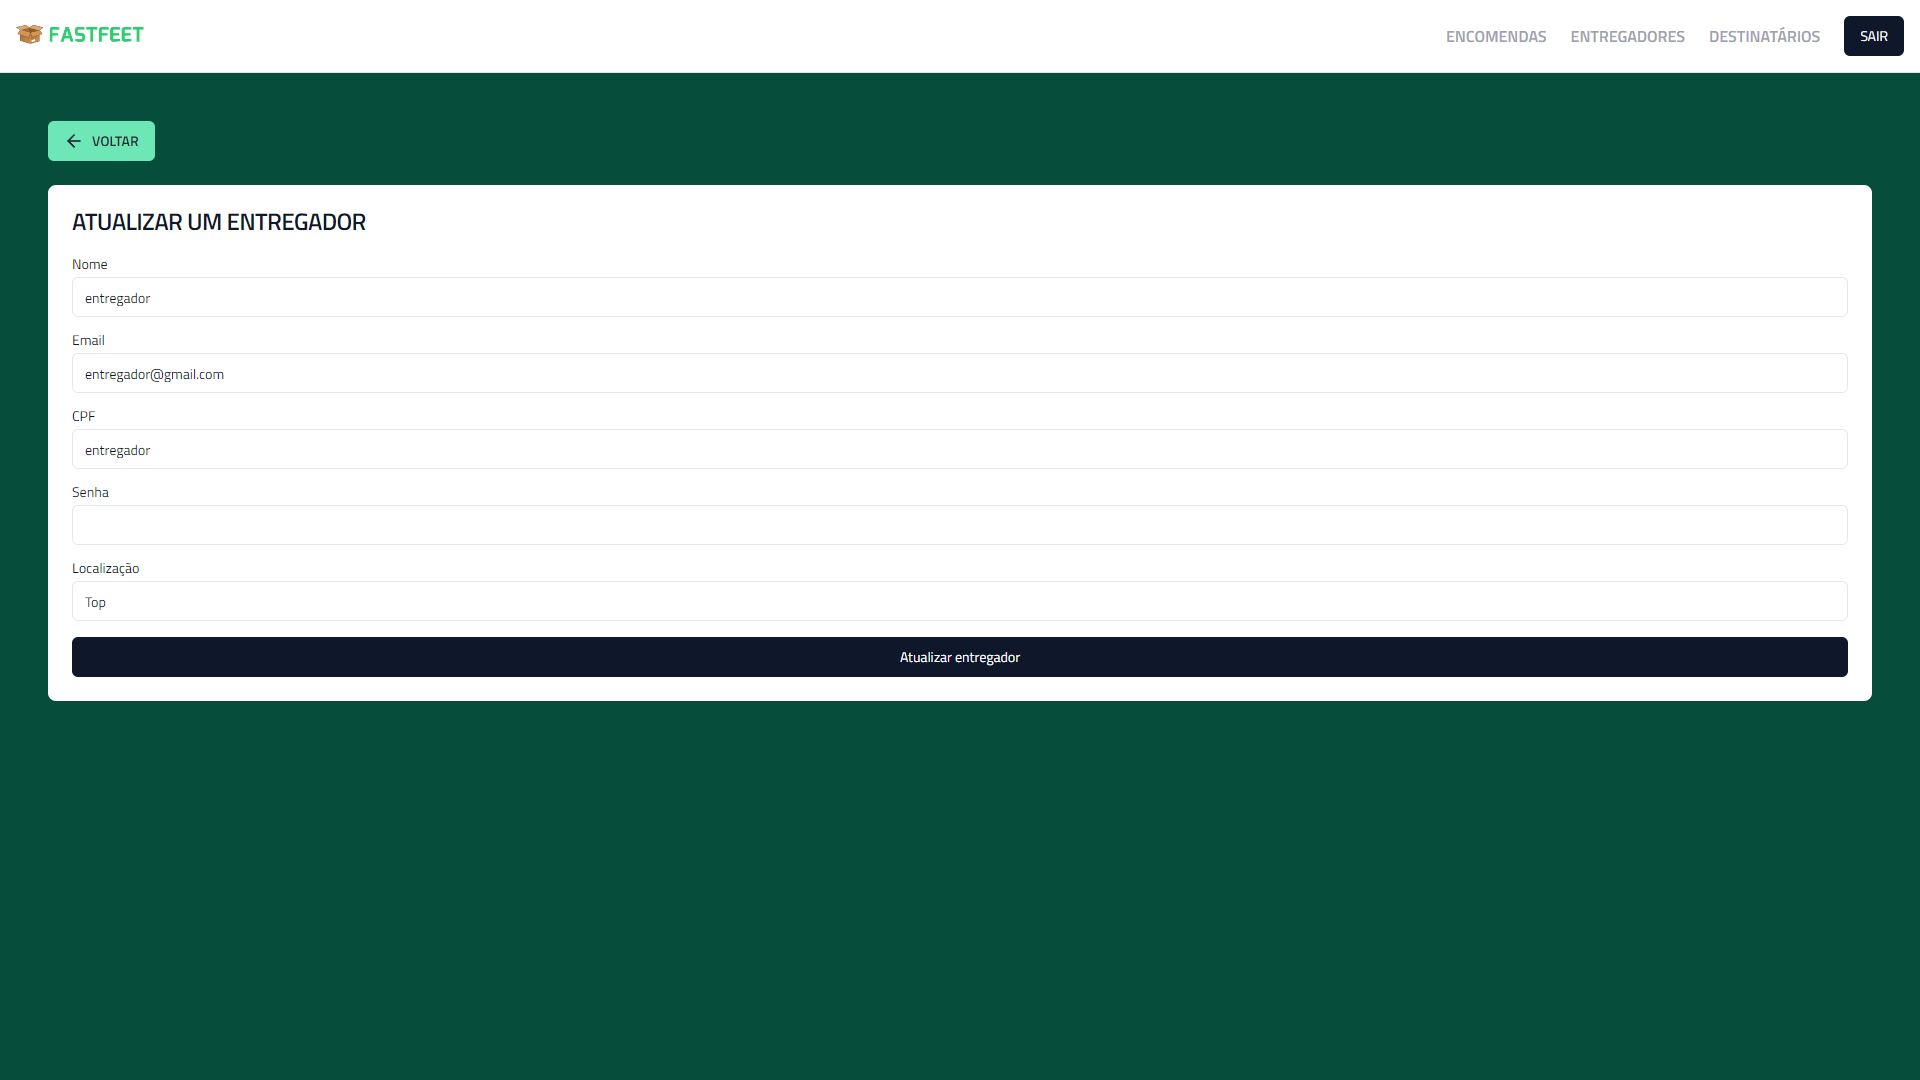 FASTFEET
ENCOMENDAS ENTREGADORES DESTINATÁRIOS SAIR
VOLTAR
ATUALIZAR UM ENTREGADOR
Nome
entregador
Email
entregador@gmail.com
CPF
entregador
Senha
Localização
Top
Atualizar entregador